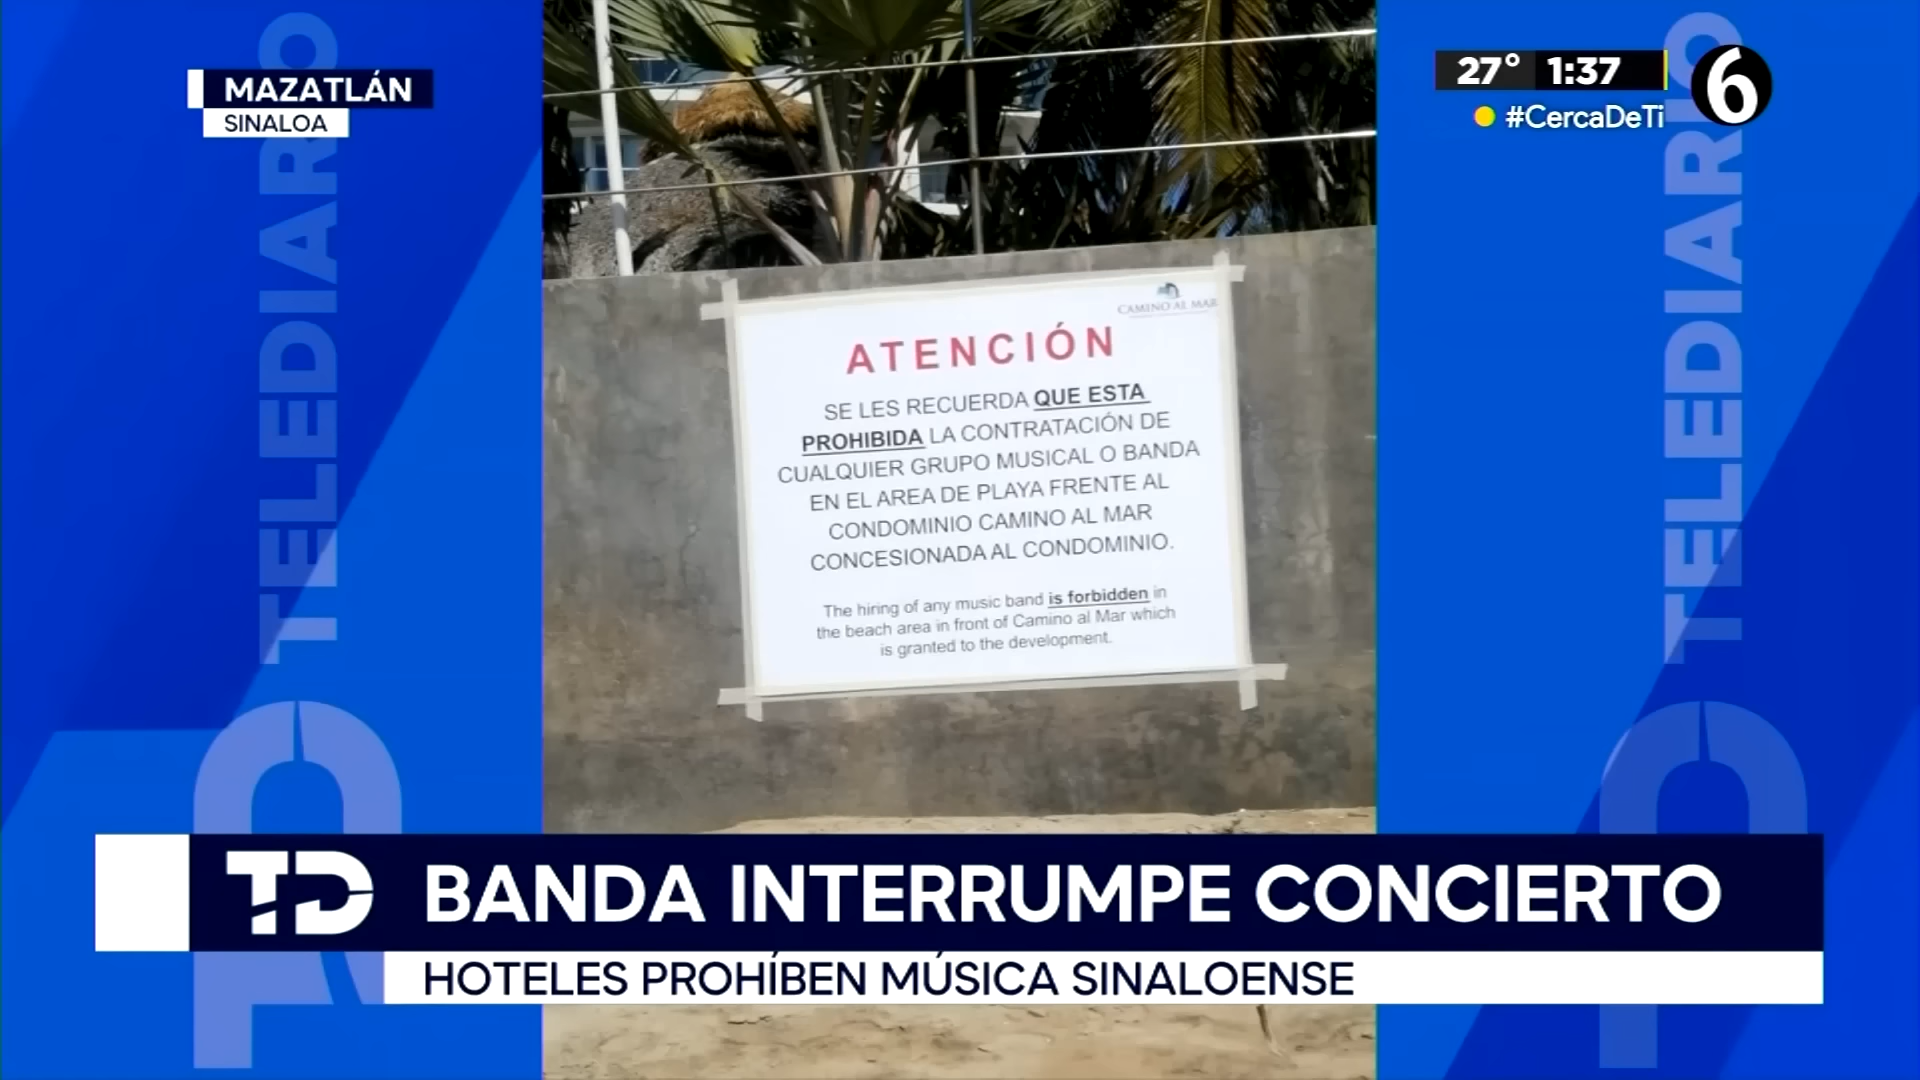 MAZATLÁN
SINALOA
27° 1:37
#CercaDeTi
6
TELEDIARIO
TELEDIARIO
CAMINO AL MAR
ATENCIÓN
SE LES RECUERDA QUE ESTA
PROHIBIDA LA CONTRATACIÓN DE
CUALQUIER GRUPO MUSICAL O BANDA
EN EL AREA DE PLAYA FRENTE AL
CONDOMINIO CAMINO AL MAR
CONCESIONADA AL CONDOMINIO.
The hiring of any music band is forbidden in
the beach area in front of Camino al Mar which
is granted to the development.
TD BANDA INTERRUMPE CONCIERTO
HOTELES PROHÍBEN MÚSICA SINALOENSE